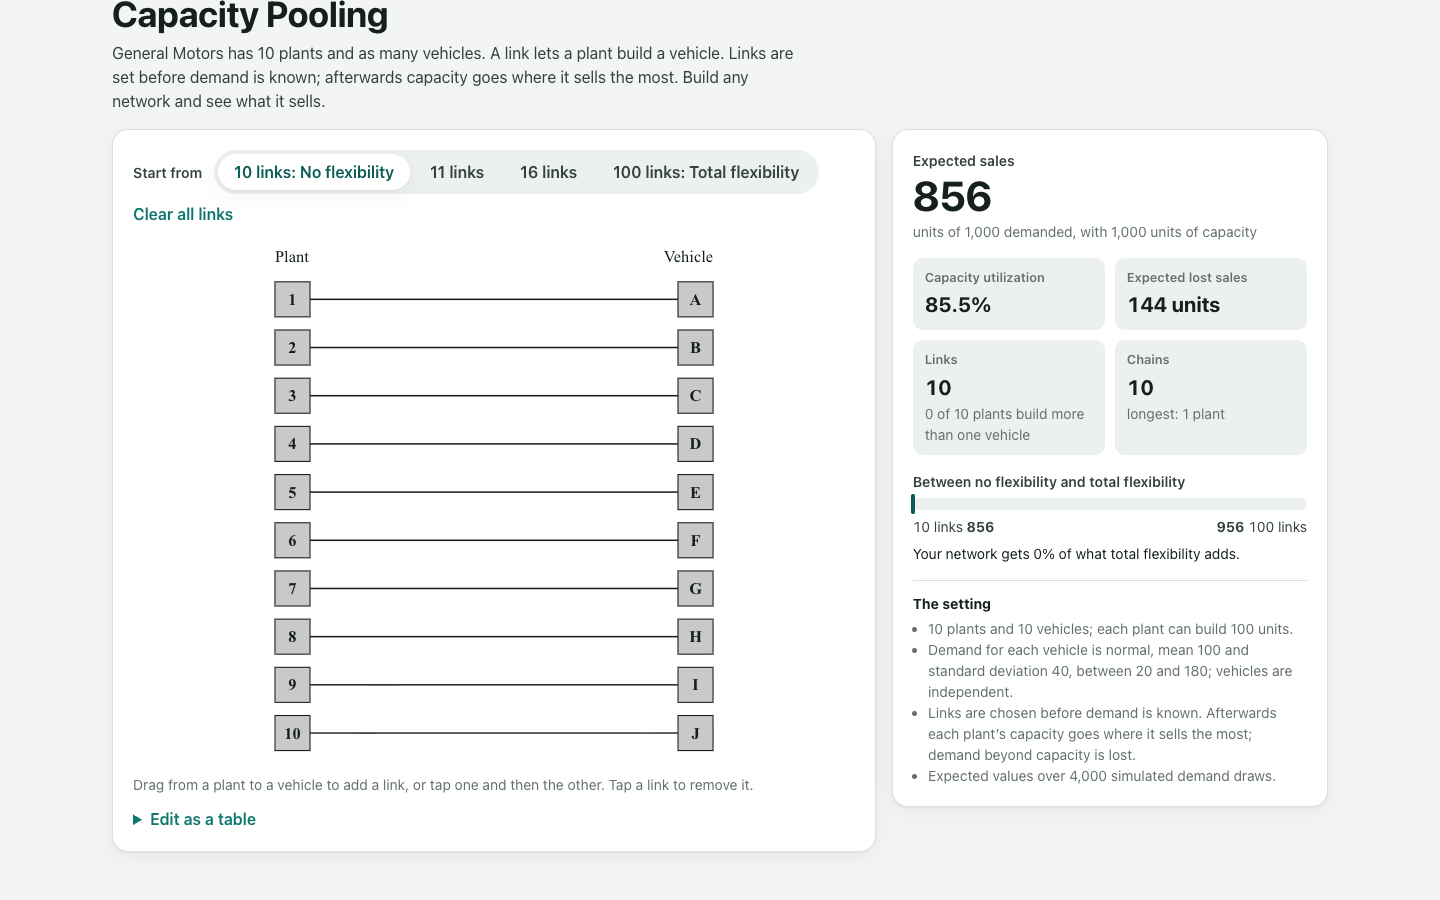 Capacity Pooling
General Motors has 10 plants and as many vehicles. A link lets a plant build a vehicle. Links are
set before demand is known; afterwards capacity goes where it sells the most. Build any
network and see what it sells.
Start from
10 links: No flexibility
11 links
16 links
100 links: Total flexibility
Clear all links
Plant Vehicle
1 A
2 B
3 C
4 D
5 E
6 F
7 G
8 H
9 I
10 J
Drag from a plant to a vehicle to add a link, or tap one and then the other. Tap a link to remove it.
Edit as a table
Expected sales
856
units of 1,000 demanded, with 1,000 units of capacity
Capacity utilization
85.5%
Expected lost sales
144 units
Links
10
0 of 10 plants build more
than one vehicle
Chains
10
longest: 1 plant
Between no flexibility and total flexibility
10 links 856
956 100 links
Your network gets 0% of what total flexibility adds.
The setting
• 10 plants and 10 vehicles; each plant can build 100 units.
• Demand for each vehicle is normal, mean 100 and
standard deviation 40, between 20 and 180; vehicles are
independent.
• Links are chosen before demand is known. Afterwards
each plant’s capacity goes where it sells the most;
demand beyond capacity is lost.
• Expected values over 4,000 simulated demand draws.